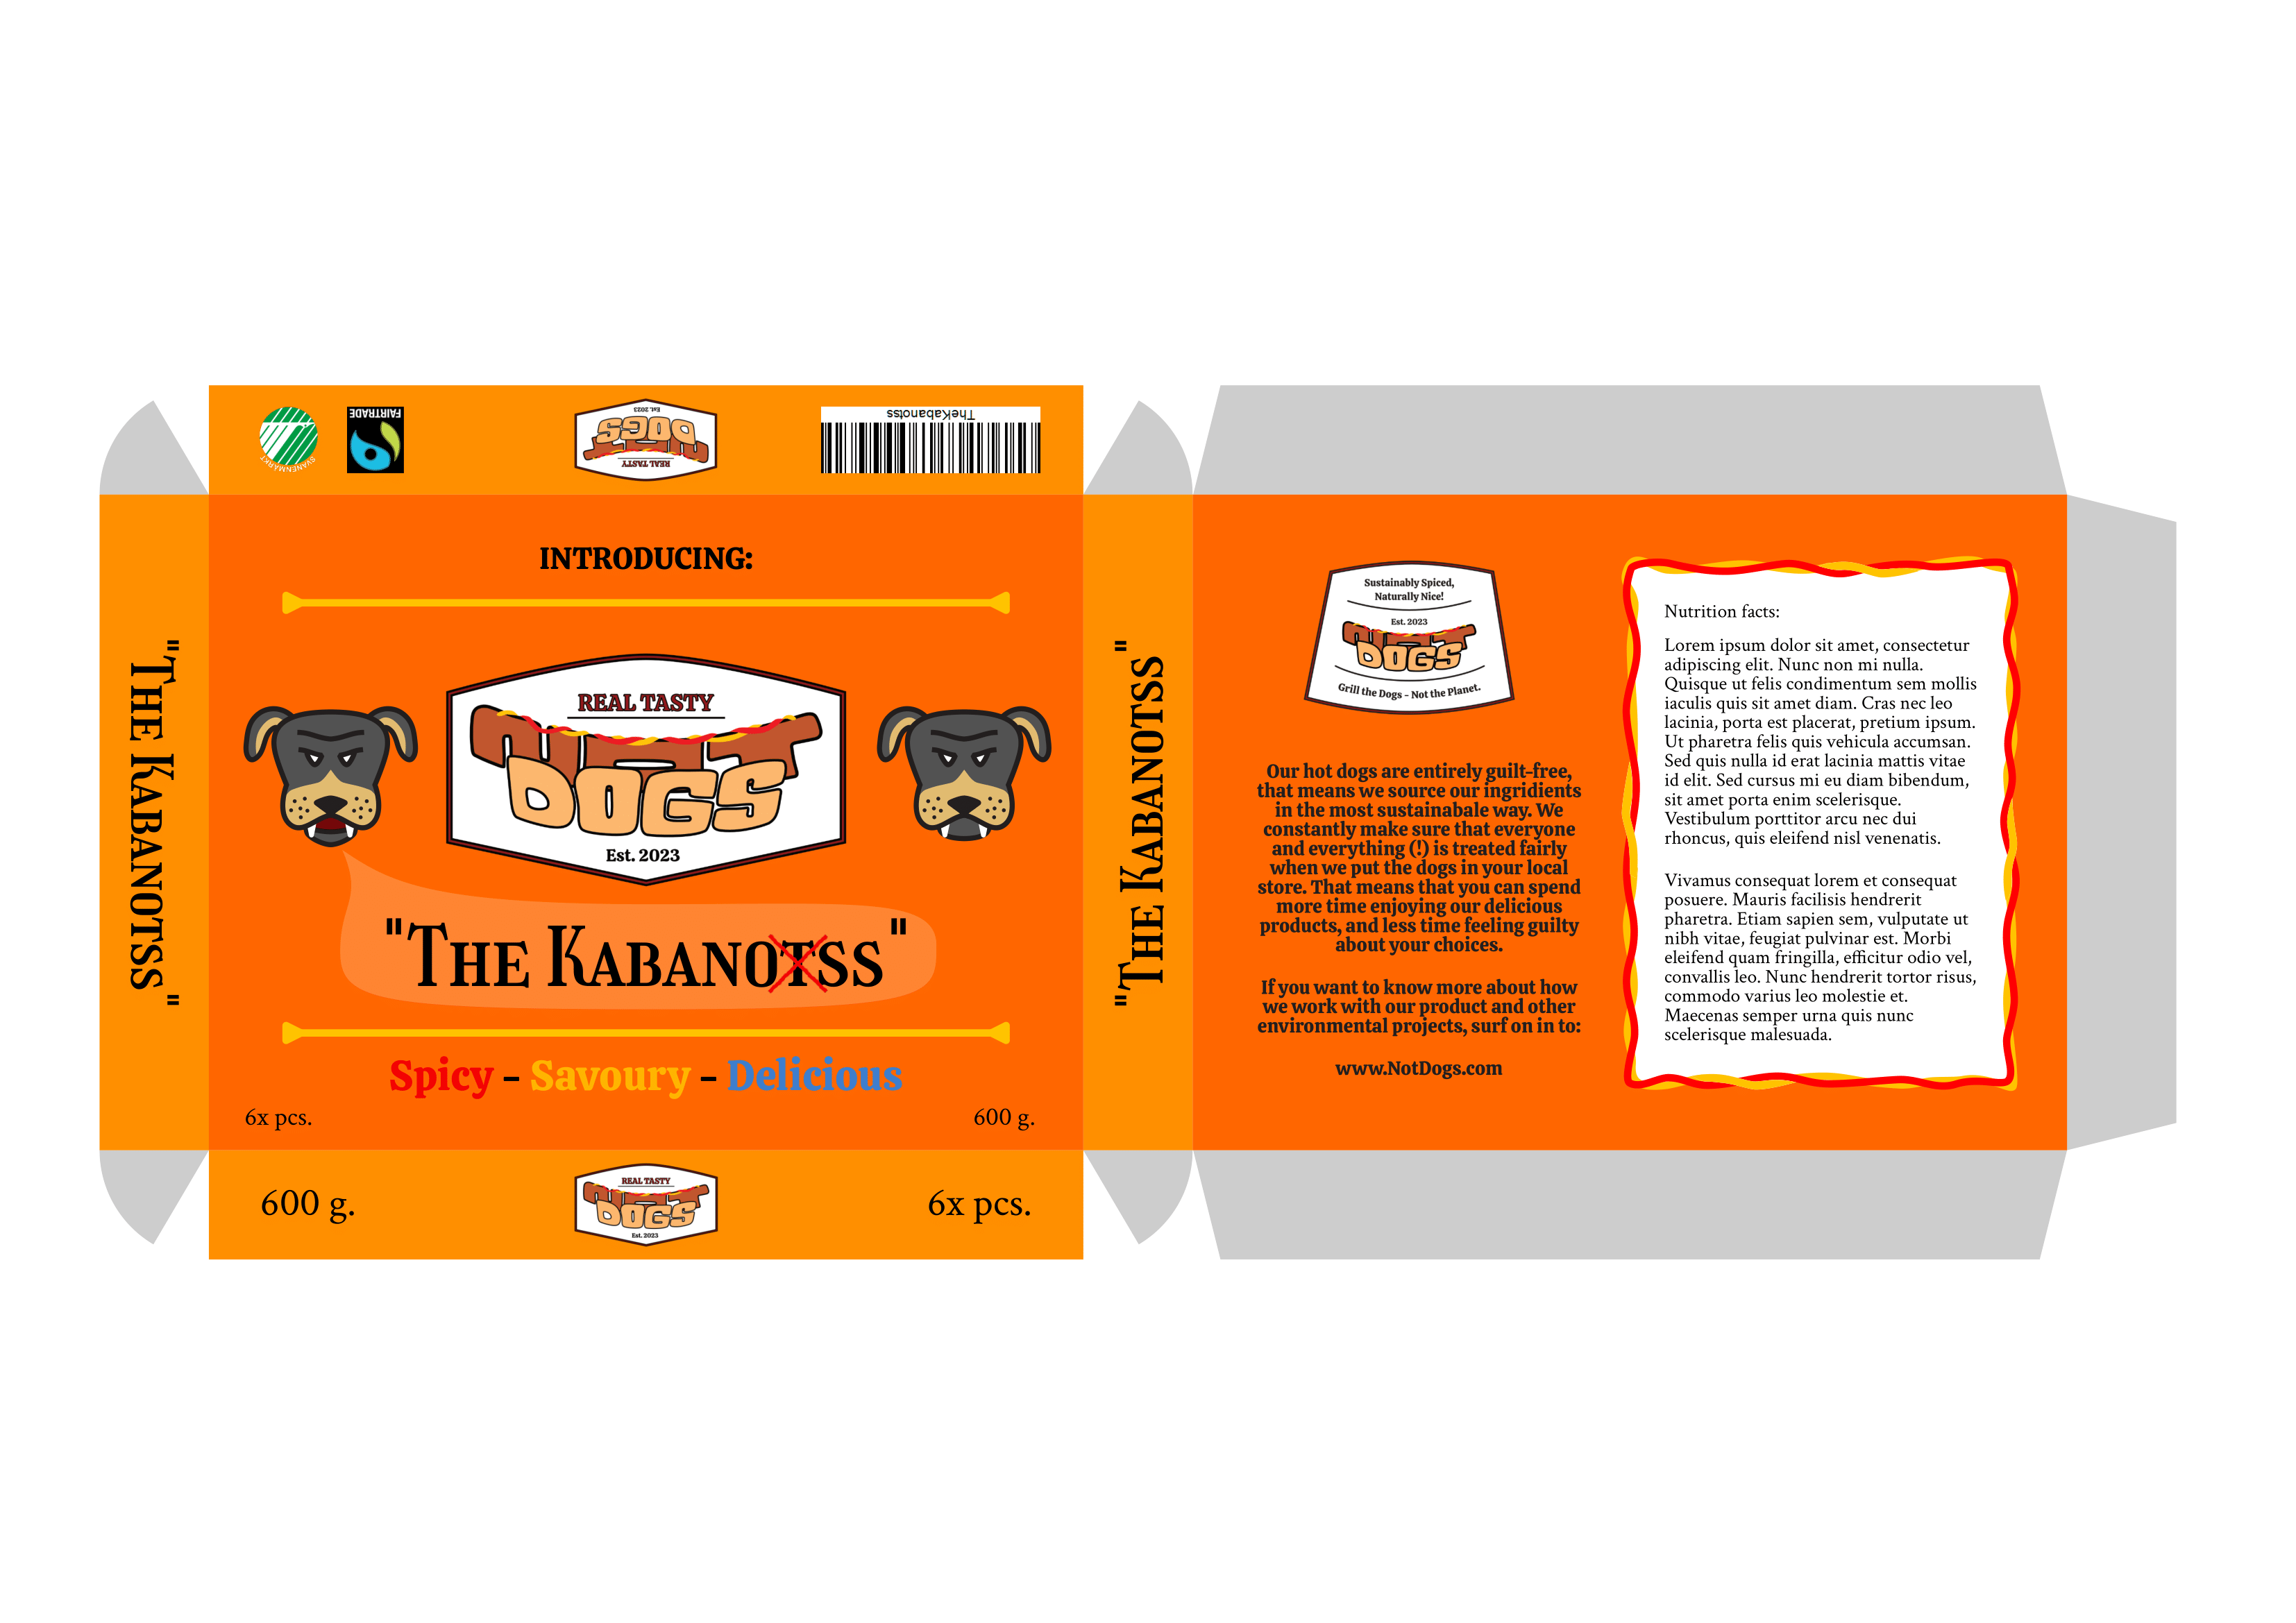 SVANENMÄRKT
FAIRTRADE
REAL TASTY
NOT
DOGS
Est. 2023
TheKabanotss
"THE KABANOTSS"
INTRODUCING:
REAL TASTY
NOT
DOGS
Est. 2023
"THE KABANOTSS"
Spicy – Savoury – Delicious
6x pcs.
600 g.
600 g.
REAL TASTY
NOT
DOGS
Est. 2023
6x pcs.
"THE KABANOTSS"
Sustainably Spiced,
Naturally Nice!
Est. 2023
NOT
DOGS
Grill the Dogs – Not the Planet.
Our hot dogs are entirely guilt-free,
that means we source our ingridients
in the most sustainabale way. We
constantly make sure that everyone
and everything (!) is treated fairly
when we put the dogs in your local
store. That means that you can spend
more time enjoying our delicious
products, and less time feeling guilty
about your choices.
If you want to know more about how
we work with our product and other
environmental projects, surf on in to:
www.NotDogs.com
Nutrition facts:
Lorem ipsum dolor sit amet, consectetur
adipiscing elit. Nunc non mi nulla.
Quisque ut felis condimentum sem mollis
iaculis quis sit amet diam. Cras nec leo
lacinia, porta est placerat, pretium ipsum.
Ut pharetra felis quis vehicula accumsan.
Sed quis nulla id erat lacinia mattis vitae
id elit. Sed cursus mi eu diam bibendum,
sit amet porta enim scelerisque.
Vestibulum porttitor arcu nec dui
rhoncus, quis eleifend nisl venenatis.
Vivamus consequat lorem et consequat
posuere. Mauris facilisis hendrerit
pharetra. Etiam sapien sem, vulputate ut
nibh vitae, feugiat pulvinar est. Morbi
eleifend quam fringilla, efficitur odio vel,
convallis leo. Nunc hendrerit tortor risus,
commodo varius leo molestie et.
Maecenas semper urna quis nunc
scelerisque malesuada.